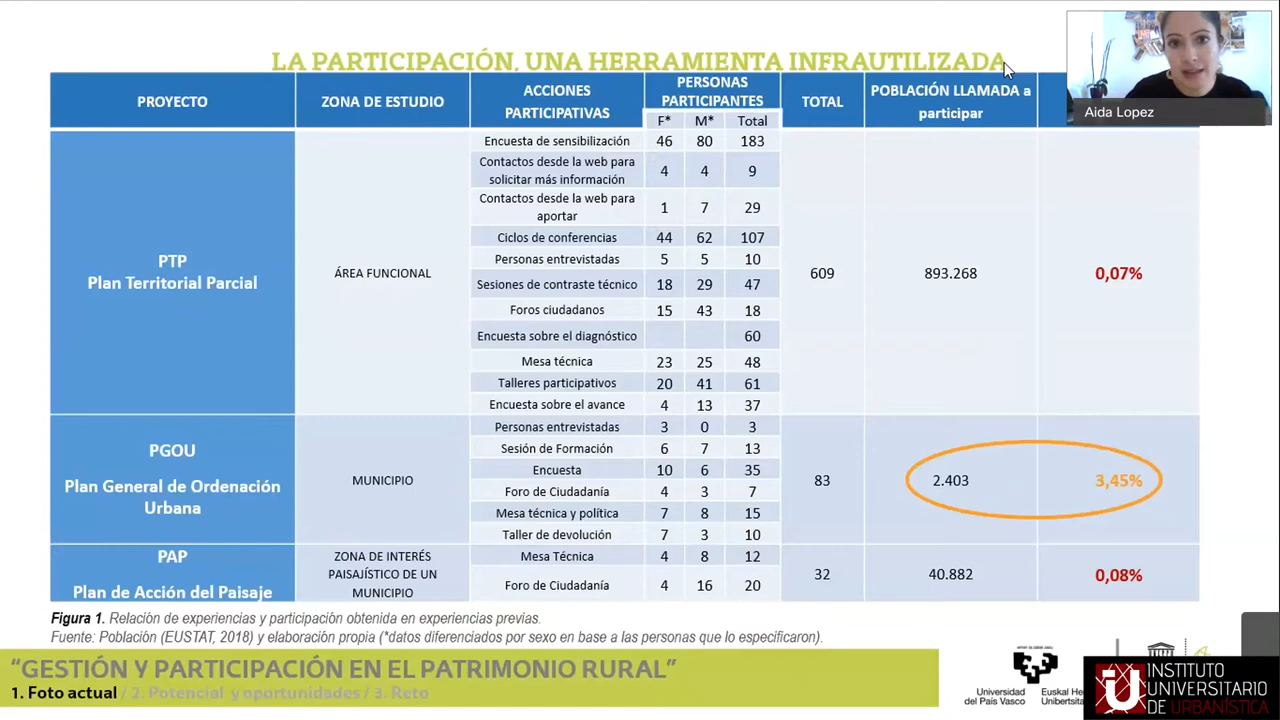 LA PARTICIPACIÓN, UNA HERRAMIENTA INFRAUTILIZADA
Aida Lopez
PROYECTO
ZONA DE ESTUDIO
ACCIONES
PARTICIPATIVAS
PERSONAS
PARTICIPANTES
TOTAL
POBLACIÓN LLAMADA a
participar
F* M* Total
PTP
Plan Territorial Parcial
ÁREA FUNCIONAL
Encuesta de sensibilización 46 80 183
Contactos desde la web para
solicitar más información 4 4 9
Contactos desde la web para
aportar 1 7 29
Ciclos de conferencias 44 62 107
Personas entrevistadas 5 5 10
Sesiones de contraste técnico 18 29 47
Foros ciudadanos 15 43 18
Encuesta sobre el diagnóstico 60
Mesa técnica 23 25 48
Talleres participativos 20 41 61
Encuesta sobre el avance 4 13 37
609 893.268 0,07%
PGOU
Plan General de Ordenación
Urbana
MUNICIPIO
Personas entrevistadas 3 0 3
Sesión de Formación 6 7 13
Encuesta 10 6 35
Foro de Ciudadanía 4 3 7
Mesa técnica y política 7 8 15
Taller de devolución 7 3 10
83 2.403 3,45%
PAP
Plan de Acción del Paisaje
ZONA DE INTERÉS
PAISAJÍSTICO DE UN
MUNICIPIO
Mesa Técnica 4 8 12
Foro de Ciudadanía 4 16 20
32 40.882 0,08%
Figura 1. Relación de experiencias y participación obtenida en experiencias previas.
Fuente: Población (EUSTAT, 2018) y elaboración propia (*datos diferenciados por sexo en base a las personas que lo especificaron).
“GESTIÓN Y PARTICIPACIÓN EN EL PATRIMONIO RURAL”
1. Foto actual / 2. Potencial y oportunidades / 3. Reto
Universidad
del País Vasco
Euskal He
Unibertsit
INSTITUTO
UNIVERSITARIO
DE URBANÍSTICA